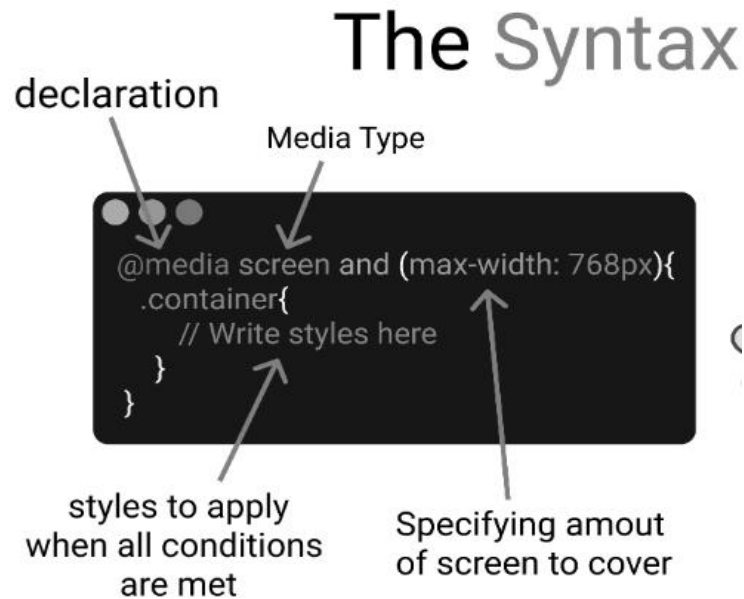 The Syntax
declaration
Media Type
@media screen and (max-width: 768px){
.container{
// Write styles here
}
}
styles to apply
when all conditions
are met
Specifying amout
of screen to cover